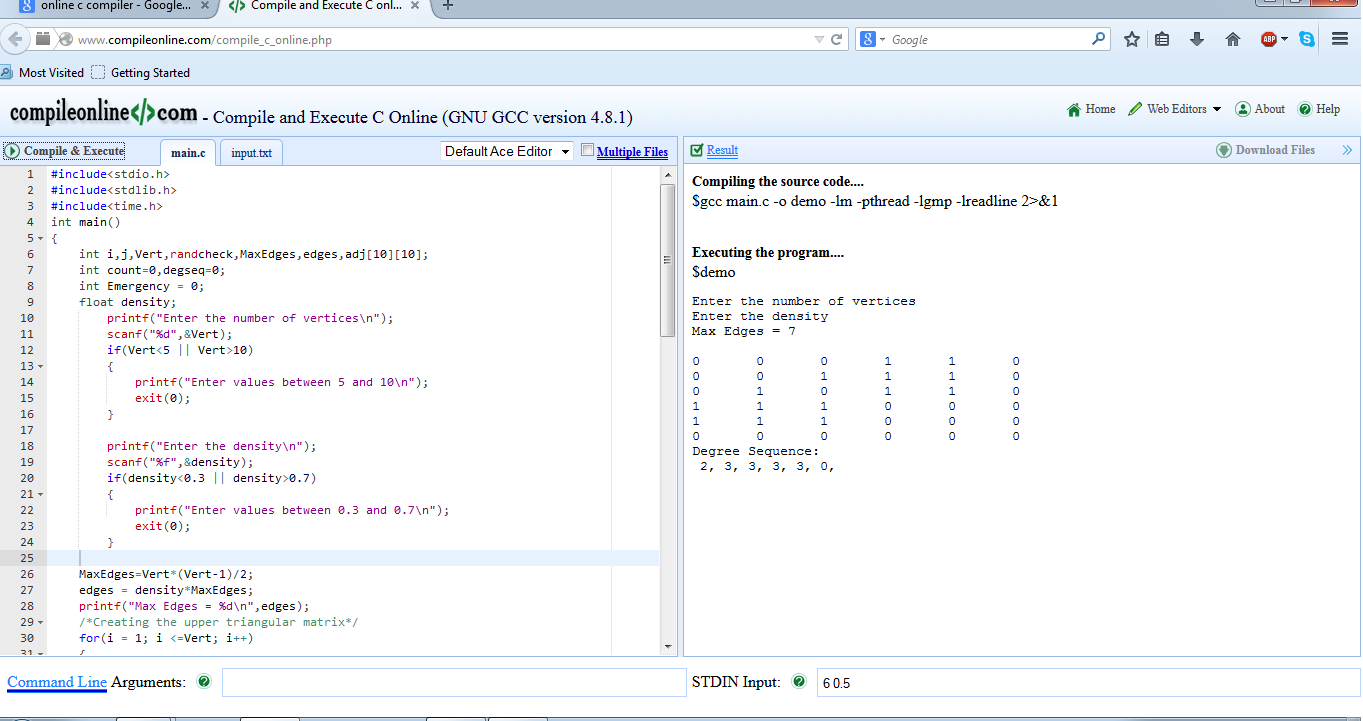 online c compiler - Google...
Compile and Execute C onl...
www.compileonline.com/compile_c_online.php
Google
Most Visited
Getting Started
compileonline</>com - Compile and Execute C Online (GNU GCC version 4.8.1)
Home
Web Editors
About
Help
Compile & Execute
main.c
input.txt
Default Ace Editor
Multiple Files
1 #include<stdio.h>
2 #include<stdlib.h>
3 #include<time.h>
4 int main()
5 {
6 int i,j,Vert,randcheck,MaxEdges,edges,adj[10][10];
7 int count=0,degseq=0;
8 int Emergency = 0;
9 float density;
10 printf("Enter the number of vertices\n");
11 scanf("%d",&Vert);
12 if(Vert<5 || Vert>10)
13 {
14 printf("Enter values between 5 and 10\n");
15 exit(0);
16 }
17
18 printf("Enter the density\n");
19 scanf("%f",&density);
20 if(density<0.3 || density>0.7)
21 {
22 printf("Enter values between 0.3 and 0.7\n");
23 exit(0);
24 }
25
26 MaxEdges=Vert*(Vert-1)/2;
27 edges = density*MaxEdges;
28 printf("Max Edges = %d\n",edges);
29 /*Creating the upper triangular matrix*/
30 for(i = 1; i <=Vert; i++)
31 {
Result
Download Files
Compiling the source code....
$gcc main.c -o demo -lm -pthread -lgmp -lreadline 2>&1
Executing the program....
$demo
Enter the number of vertices
Enter the density
Max Edges = 7
0 0 0 1 1 0
0 0 1 1 1 0
0 1 0 1 1 0
1 1 1 0 0 0
1 1 1 0 0 0
0 0 0 0 0 0
Degree Sequence:
2, 3, 3, 3, 3, 0,
Command Line Arguments:
STDIN Input:
6 0.5